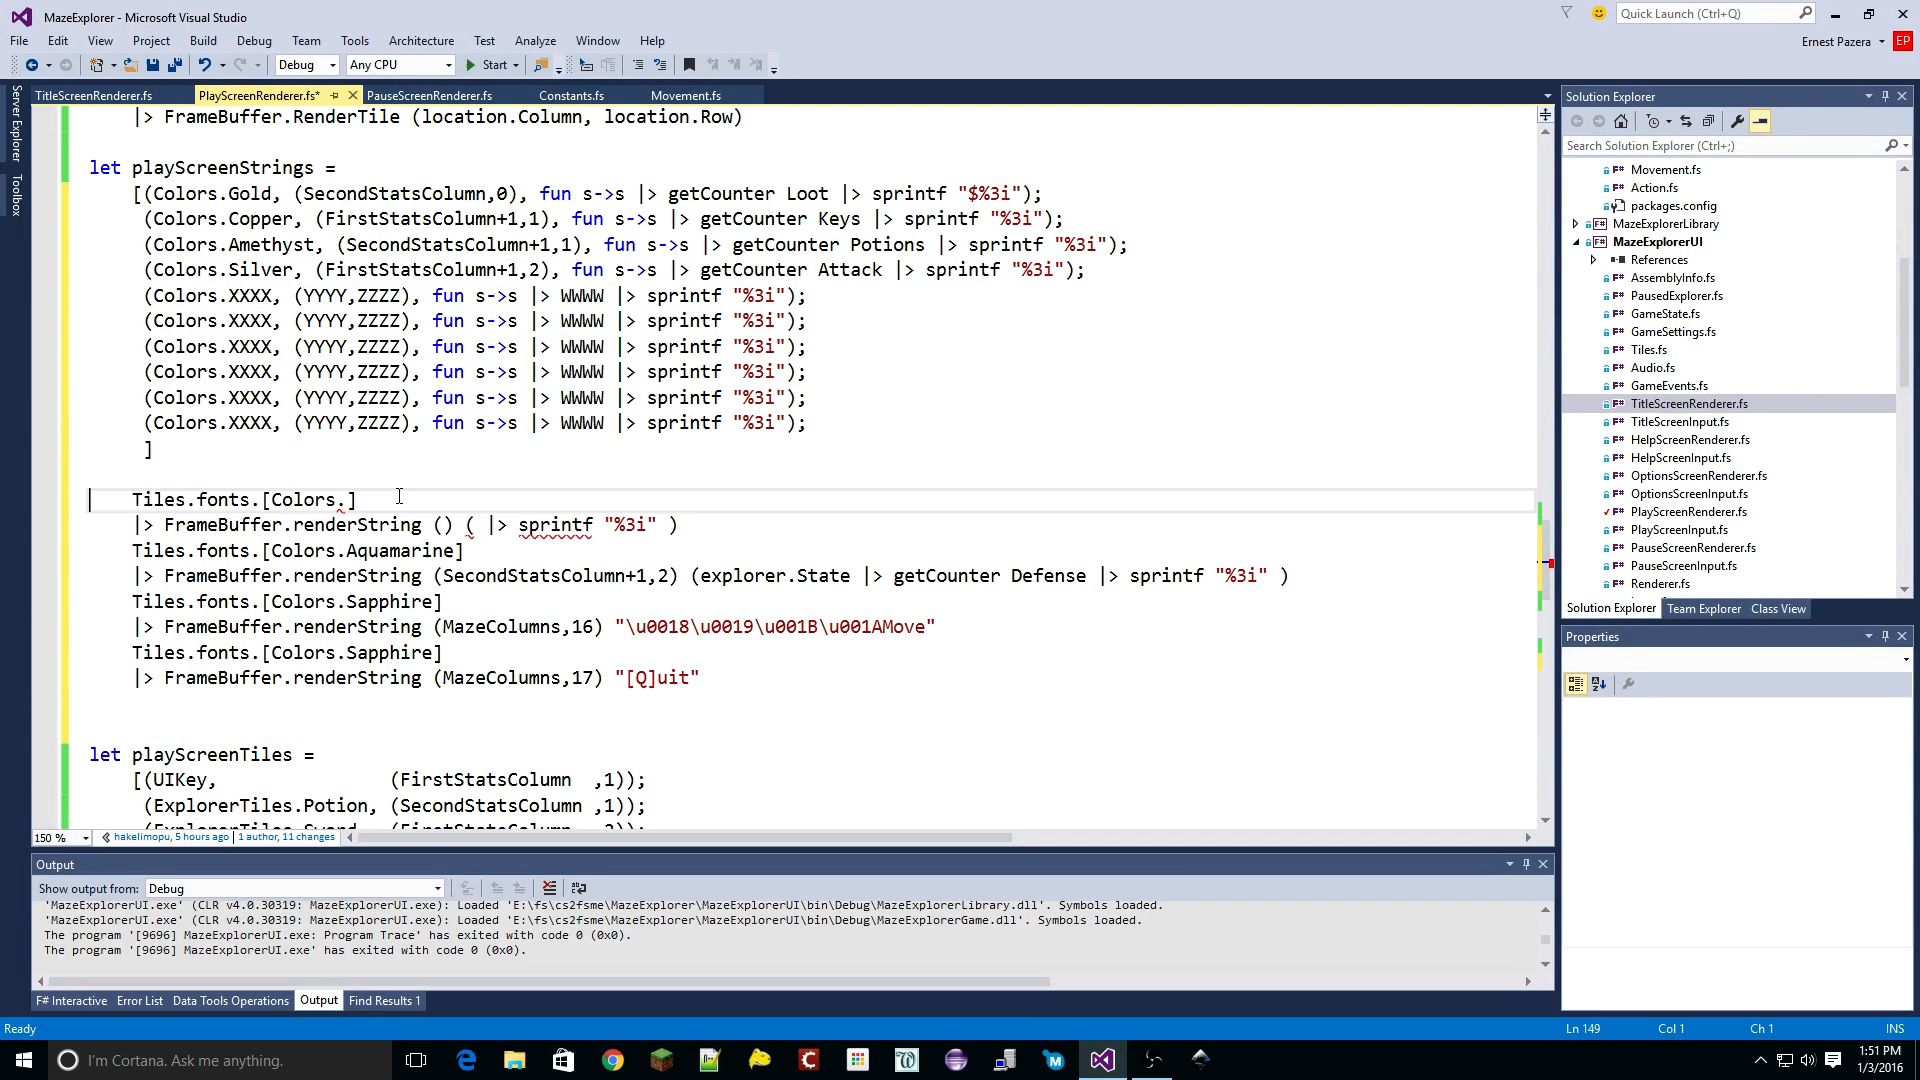 MazeExplorer - Microsoft Visual Studio
Quick Launch (Ctrl+Q)
File Edit View Project Build Debug Team Tools Architecture Test Analyze Window Help
Ernest Pazera EP
Debug Any CPU Start
Server Explorer
Toolbox
TitleScreenRenderer.fs PlayScreenRenderer.fs* PauseScreenRenderer.fs Constants.fs Movement.fs
|> FrameBuffer.RenderTile (location.Column, location.Row)
let playScreenStrings =
[(Colors.Gold, (SecondStatsColumn,0), fun s->s |> getCounter Loot |> sprintf "$%3i");
(Colors.Copper, (FirstStatsColumn+1,1), fun s->s |> getCounter Keys |> sprintf "%3i");
(Colors.Amethyst, (SecondStatsColumn+1,1), fun s->s |> getCounter Potions |> sprintf "%3i");
(Colors.Silver, (FirstStatsColumn+1,2), fun s->s |> getCounter Attack |> sprintf "%3i");
(Colors.XXXX, (YYYY,ZZZZ), fun s->s |> WWWW |> sprintf "%3i");
(Colors.XXXX, (YYYY,ZZZZ), fun s->s |> WWWW |> sprintf "%3i");
(Colors.XXXX, (YYYY,ZZZZ), fun s->s |> WWWW |> sprintf "%3i");
(Colors.XXXX, (YYYY,ZZZZ), fun s->s |> WWWW |> sprintf "%3i");
(Colors.XXXX, (YYYY,ZZZZ), fun s->s |> WWWW |> sprintf "%3i");
(Colors.XXXX, (YYYY,ZZZZ), fun s->s |> WWWW |> sprintf "%3i");
]
Tiles.fonts.[Colors.]
|> FrameBuffer.renderString () ( |> sprintf "%3i" )
Tiles.fonts.[Colors.Aquamarine]
|> FrameBuffer.renderString (SecondStatsColumn+1,2) (explorer.State |> getCounter Defense |> sprintf "%3i" )
Tiles.fonts.[Colors.Sapphire]
|> FrameBuffer.renderString (MazeColumns,16) "\u0018\u0019\u001B\u001AMove"
Tiles.fonts.[Colors.Sapphire]
|> FrameBuffer.renderString (MazeColumns,17) "[Q]uit"
let playScreenTiles =
[(UIKey, (FirstStatsColumn ,1));
(ExplorerTiles.Potion, (SecondStatsColumn ,1));
150 % hakelimopu, 5 hours ago | 1 author, 11 changes
Output
Show output from: Debug
'MazeExplorerUI.exe' (CLR v4.0.30319: MazeExplorerUI.exe): Loaded 'E:\fs\cs2fsme\MazeExplorer\MazeExplorerUI\bin\Debug\MazeExplorerLibrary.dll'. Symbols loaded.
'MazeExplorerUI.exe' (CLR v4.0.30319: MazeExplorerUI.exe): Loaded 'E:\fs\cs2fsme\MazeExplorer\MazeExplorerUI\bin\Debug\MazeExplorerGame.dll'. Symbols loaded.
The program '[9696] MazeExplorerUI.exe: Program Trace' has exited with code 0 (0x0).
The program '[9696] MazeExplorerUI.exe' has exited with code 0 (0x0).
F# Interactive Error List Data Tools Operations Output Find Results 1
Solution Explorer
Search Solution Explorer (Ctrl+;)
F# Movement.fs
F# Action.fs
packages.config
F# MazeExplorerLibrary
F# MazeExplorerUI
References
F# AssemblyInfo.fs
F# PausedExplorer.fs
F# GameState.fs
F# GameSettings.fs
F# Tiles.fs
F# Audio.fs
F# GameEvents.fs
F# TitleScreenRenderer.fs
F# TitleScreenInput.fs
F# HelpScreenRenderer.fs
F# HelpScreenInput.fs
F# OptionsScreenRenderer.fs
F# OptionsScreenInput.fs
F# PlayScreenRenderer.fs
F# PlayScreenInput.fs
F# PauseScreenRenderer.fs
F# PauseScreenInput.fs
F# Renderer.fs
Solution Explorer Team Explorer Class View
Properties
Ready Ln 149 Col 1 Ch 1 INS
I'm Cortana. Ask me anything.
1:51 PM
1/3/2016